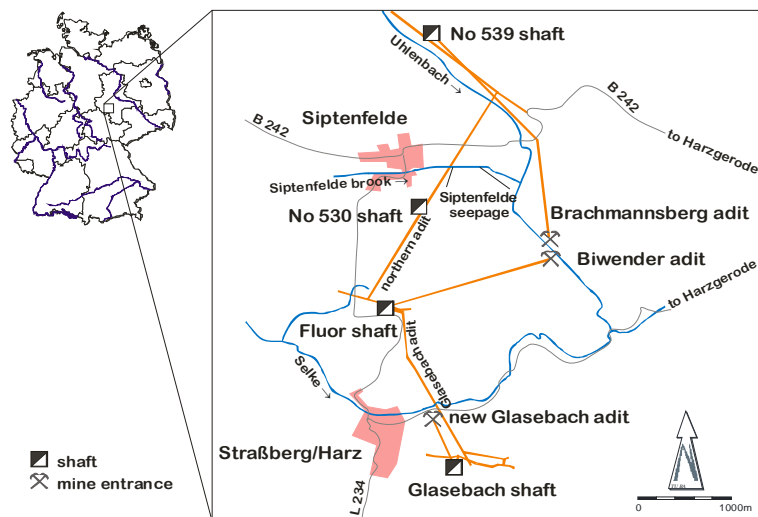 No 539 shaft
Uhlenbach
B 242
Siptenfelde
B 242
to Harzgerode
Siptenfelde brook
Siptenfelde
seepage
No 530 shaft
Brachmannsberg adit
northern adit
Biwender adit
to Harzgerode
Fluor shaft
Glasebach adit
Selke
new Glasebach adit
Straßberg/Harz
shaft
Glasebach shaft
mine entrance
L 234
0 1000m